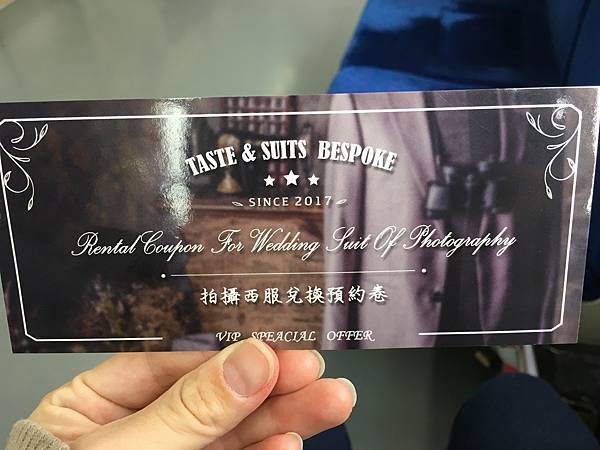 TASTE & SUITS BESPOKE
SINCE 2017
Rental Coupon For Wedding Suit Of Photography
拍攝西服兌換預約卷
VIP SPEACIAL OFFER